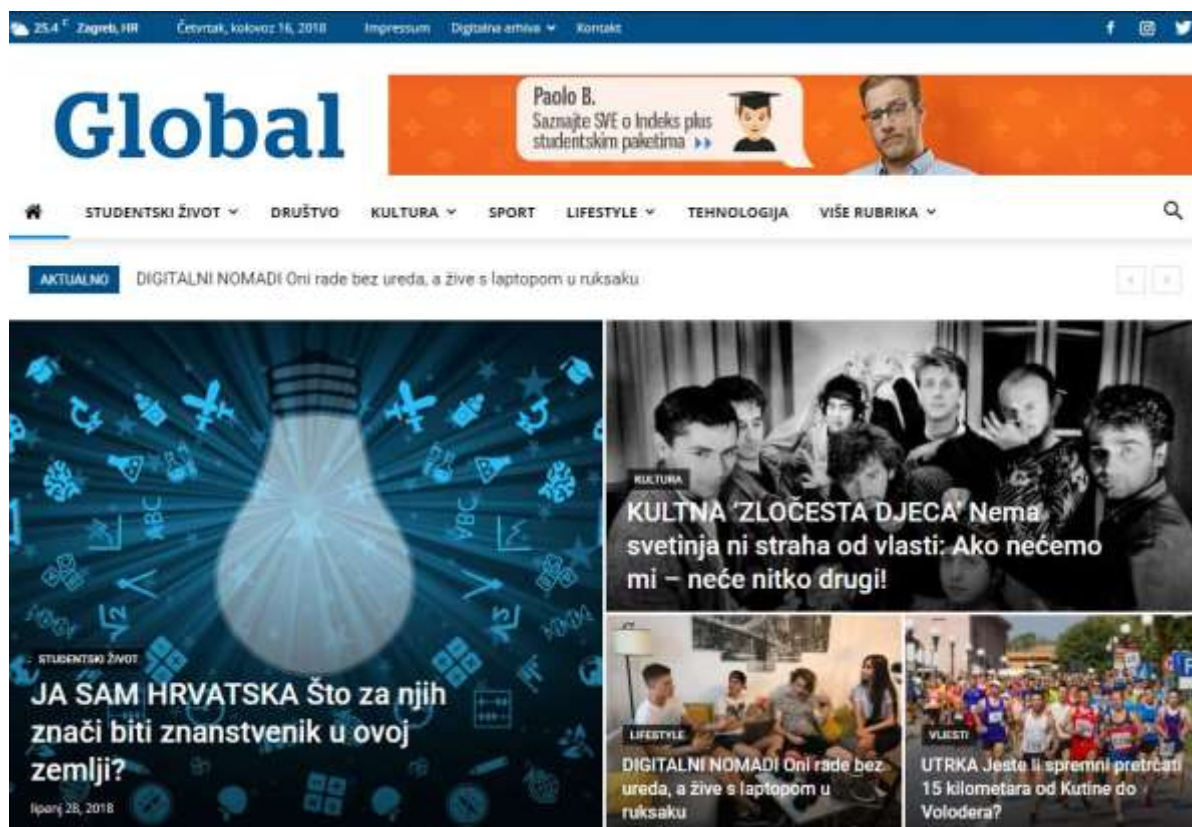 25.4 C Zagreb, HR Četvrtak, kolovoz 16, 2018 Impressum Digitalna arhiva Kontakt
Global
Paolo B.
Saznajte SVE o Indeks plus
studentskim paketima
STUDENTSKI ŽIVOT DRUŠTVO KULTURA SPORT LIFESTYLE TEHNOLOGIJA VIŠE RUBRIKA
AKTUALNO DIGITALNI NOMADI Oni rade bez ureda, a žive s laptopom u ruksaku
ABC
ABC
√2
√2
STUDENTSKI ŽIVOT
JA SAM HRVATSKA Što za njih
znači biti znanstvenik u ovoj
zemlji?
lipanj 28, 2018
KULTURA
KULTNA 'ZLOČESTA DJECA' Nema
svetinja ni straha od vlasti: Ako nećemo
mi – neće nitko drugi!
LIFESTYLE
DIGITALNI NOMADI Oni rade bez
ureda, a žive s laptopom u
ruksaku
VIJESTI
UTRKA Jeste li spremni pretrčati
15 kilometara od Kutine do
Volodera?